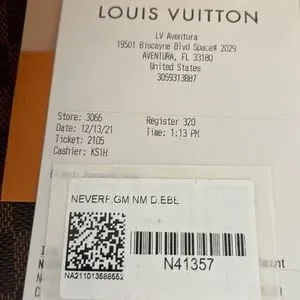 LOUIS VUITTON
LV Aventura
19501 Biscayne Blvd Space# 2029
AVENTURA, FL 33180
United States
3059313887
Store: 3066 Register 320
Date: 12/13/21 Time: 1:13 PM
Ticket: 2105
Cashier: KS1H
NEVERF.GM NM D.EBE
N41357